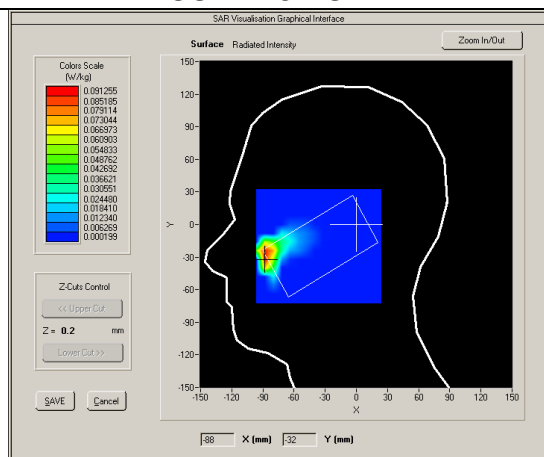 SAR Visualisation Graphical Interface
Surface Radiated Intensity
Zoom In/Out
Colors Scale
(W/kg)
0.091255
0.085185
0.079114
0.073044
0.066973
0.060903
0.054833
0.048762
0.042692
0.036621
0.030551
0.024480
0.018410
0.012340
0.006269
0.000199
Z-Cuts Control
<< Upper Cut
Z = 0.2 mm
Lower Cut >>
SAVE Cancel
150
120
90
60
30
0
-30
-60
-90
-120
-150
Y
-150 -120 -90 -60 -30 0 30 60 90 120 150
X
-88 X (mm) -32 Y (mm)